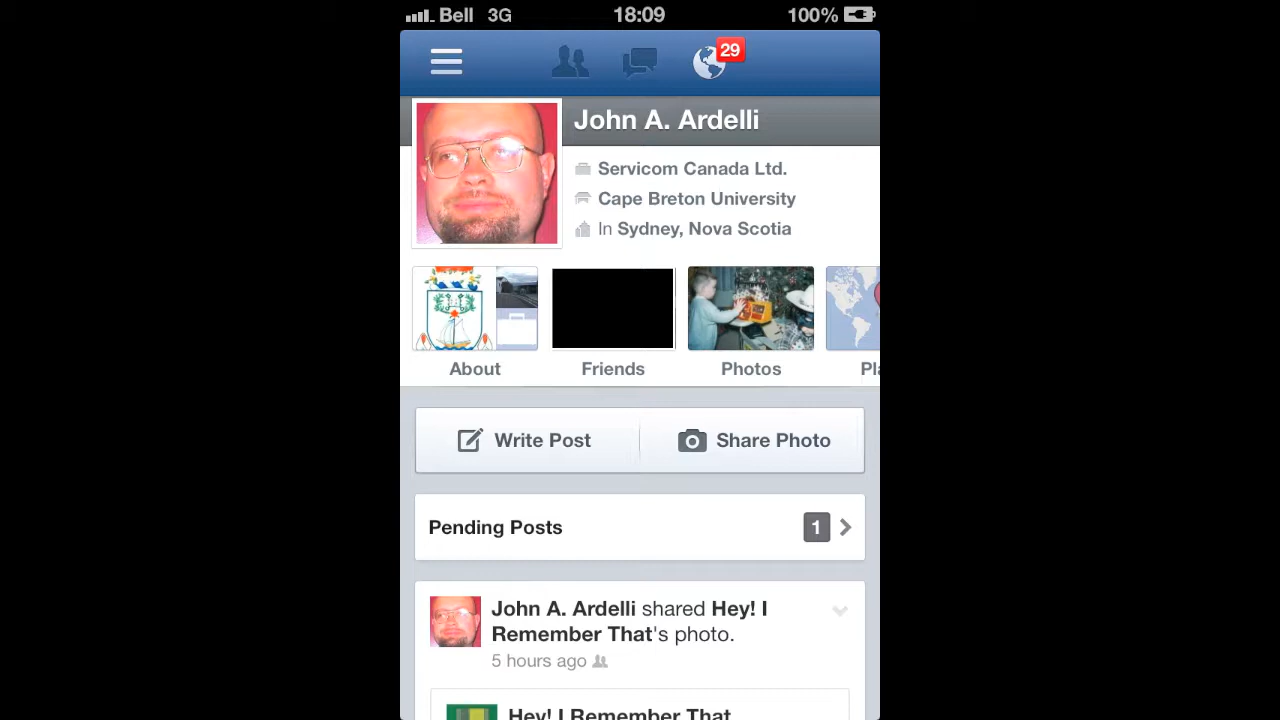 Bell 3G 18:09 100%
29
John A. Ardelli
Servicom Canada Ltd.
Cape Breton University
In Sydney, Nova Scotia
About Friends Photos
Write Post Share Photo
Pending Posts 1
John A. Ardelli shared Hey! I
Remember That's photo.
5 hours ago
Hey! I Remember That